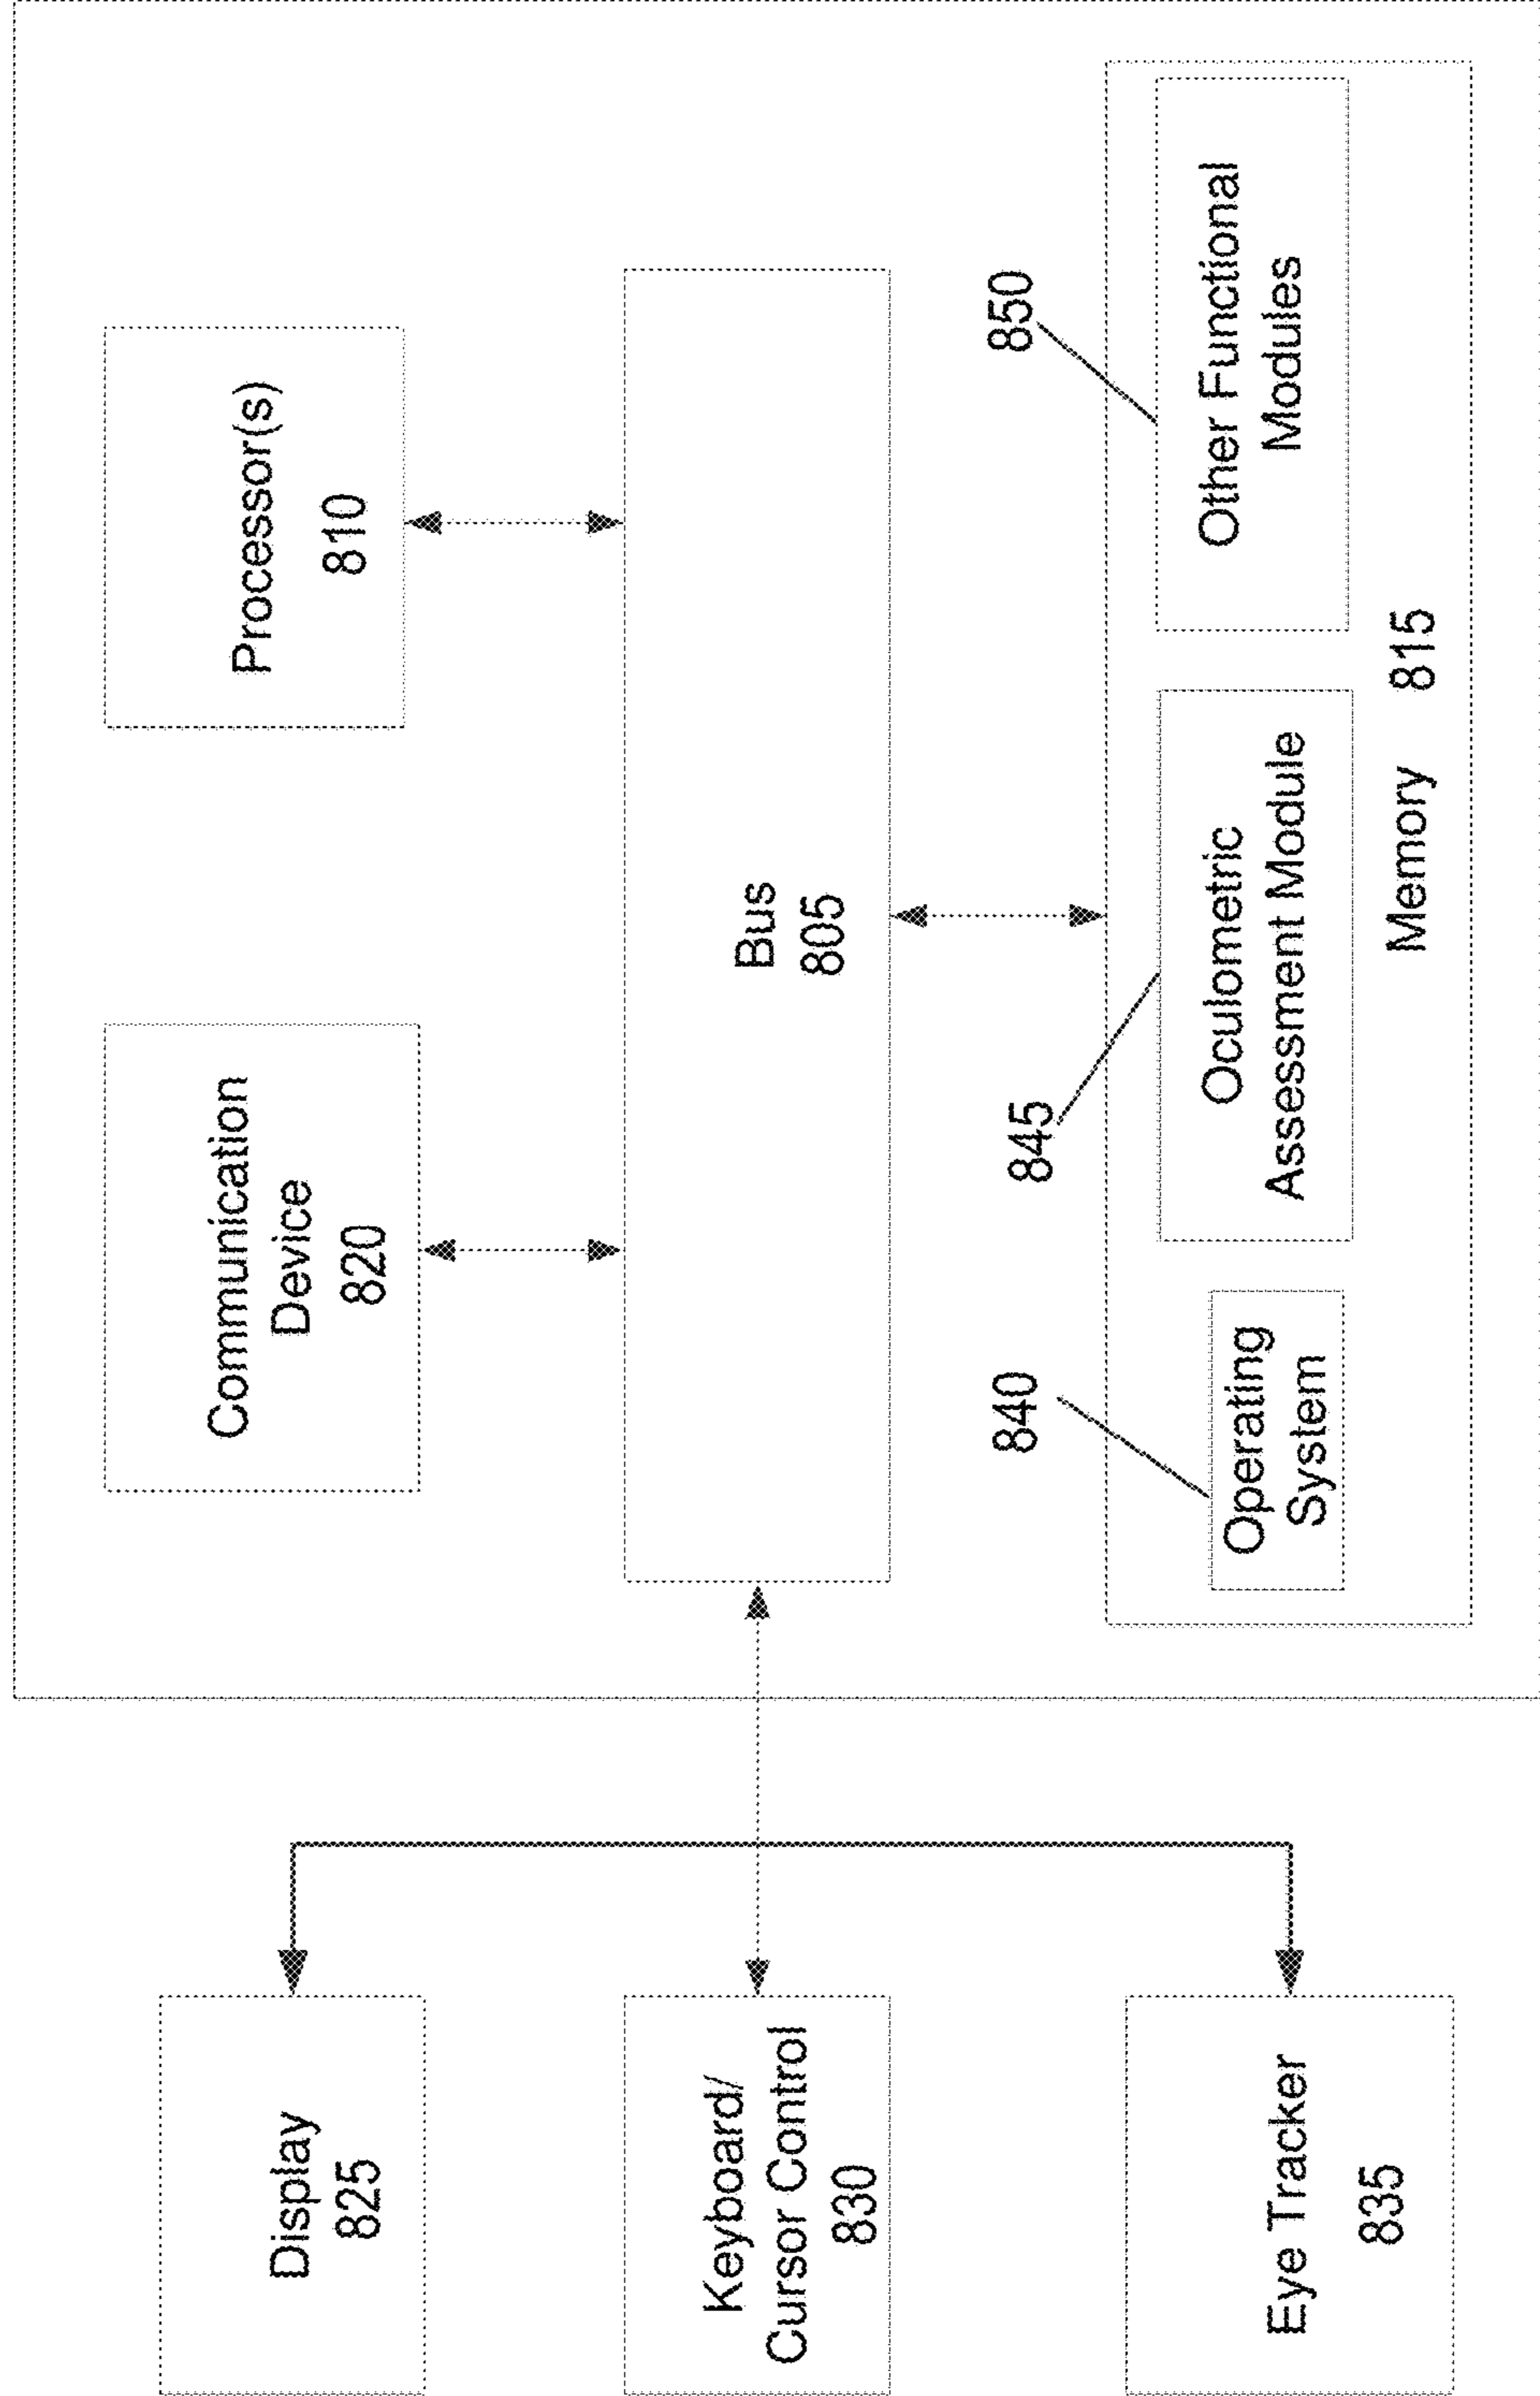 Display
825
Keyboard/
Cursor Control
830
Eye Tracker
835
Communication
Device
820
Processor(s)
810
Bus
805
840
845
850
Operating
System
Oculometric
Assessment Module
Other Functional
Modules
Memory 815